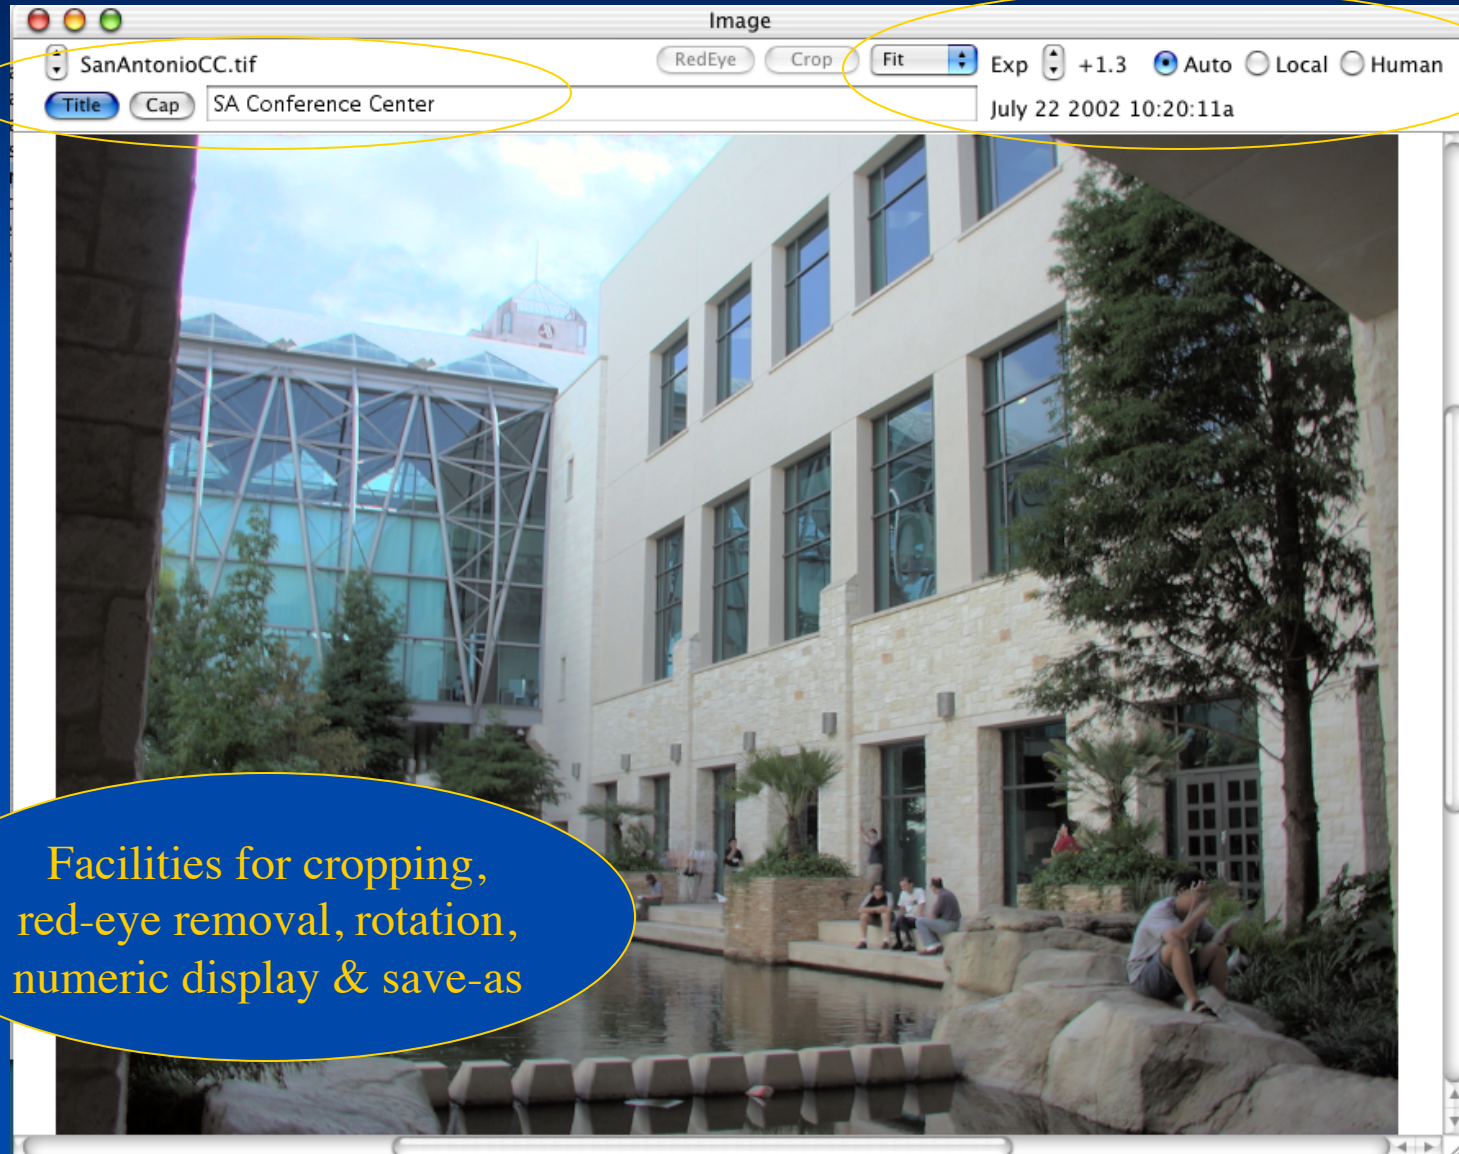 Image
SanAntonioCC.tif
RedEye Crop Fit Exp +1.3 Auto Local Human
Title Cap SA Conference Center July 22 2002 10:20:11a
Facilities for cropping,
red-eye removal, rotation,
numeric display & save-as